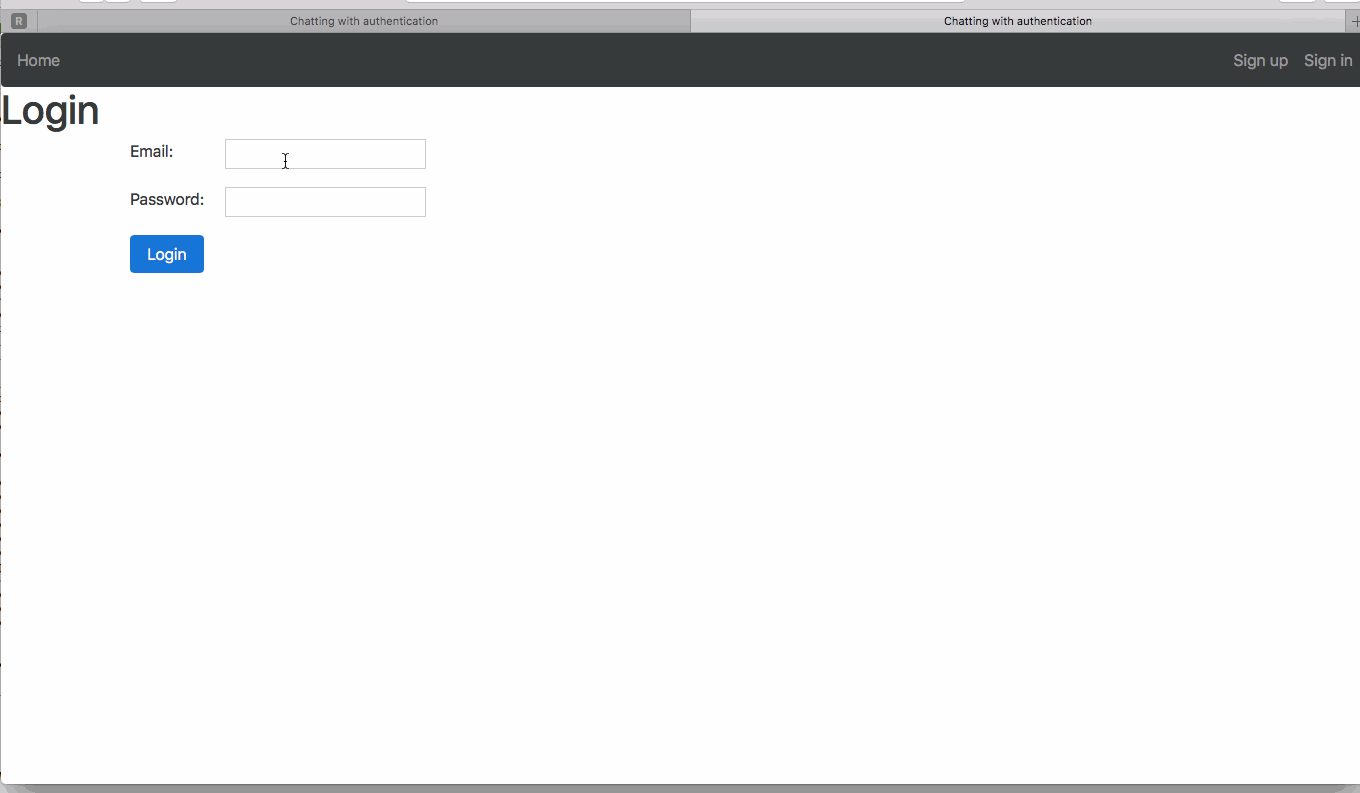 R
Chatting with authentication
Chatting with authentication
Home
Sign up
Sign in
Login
Email:
Password:
Login